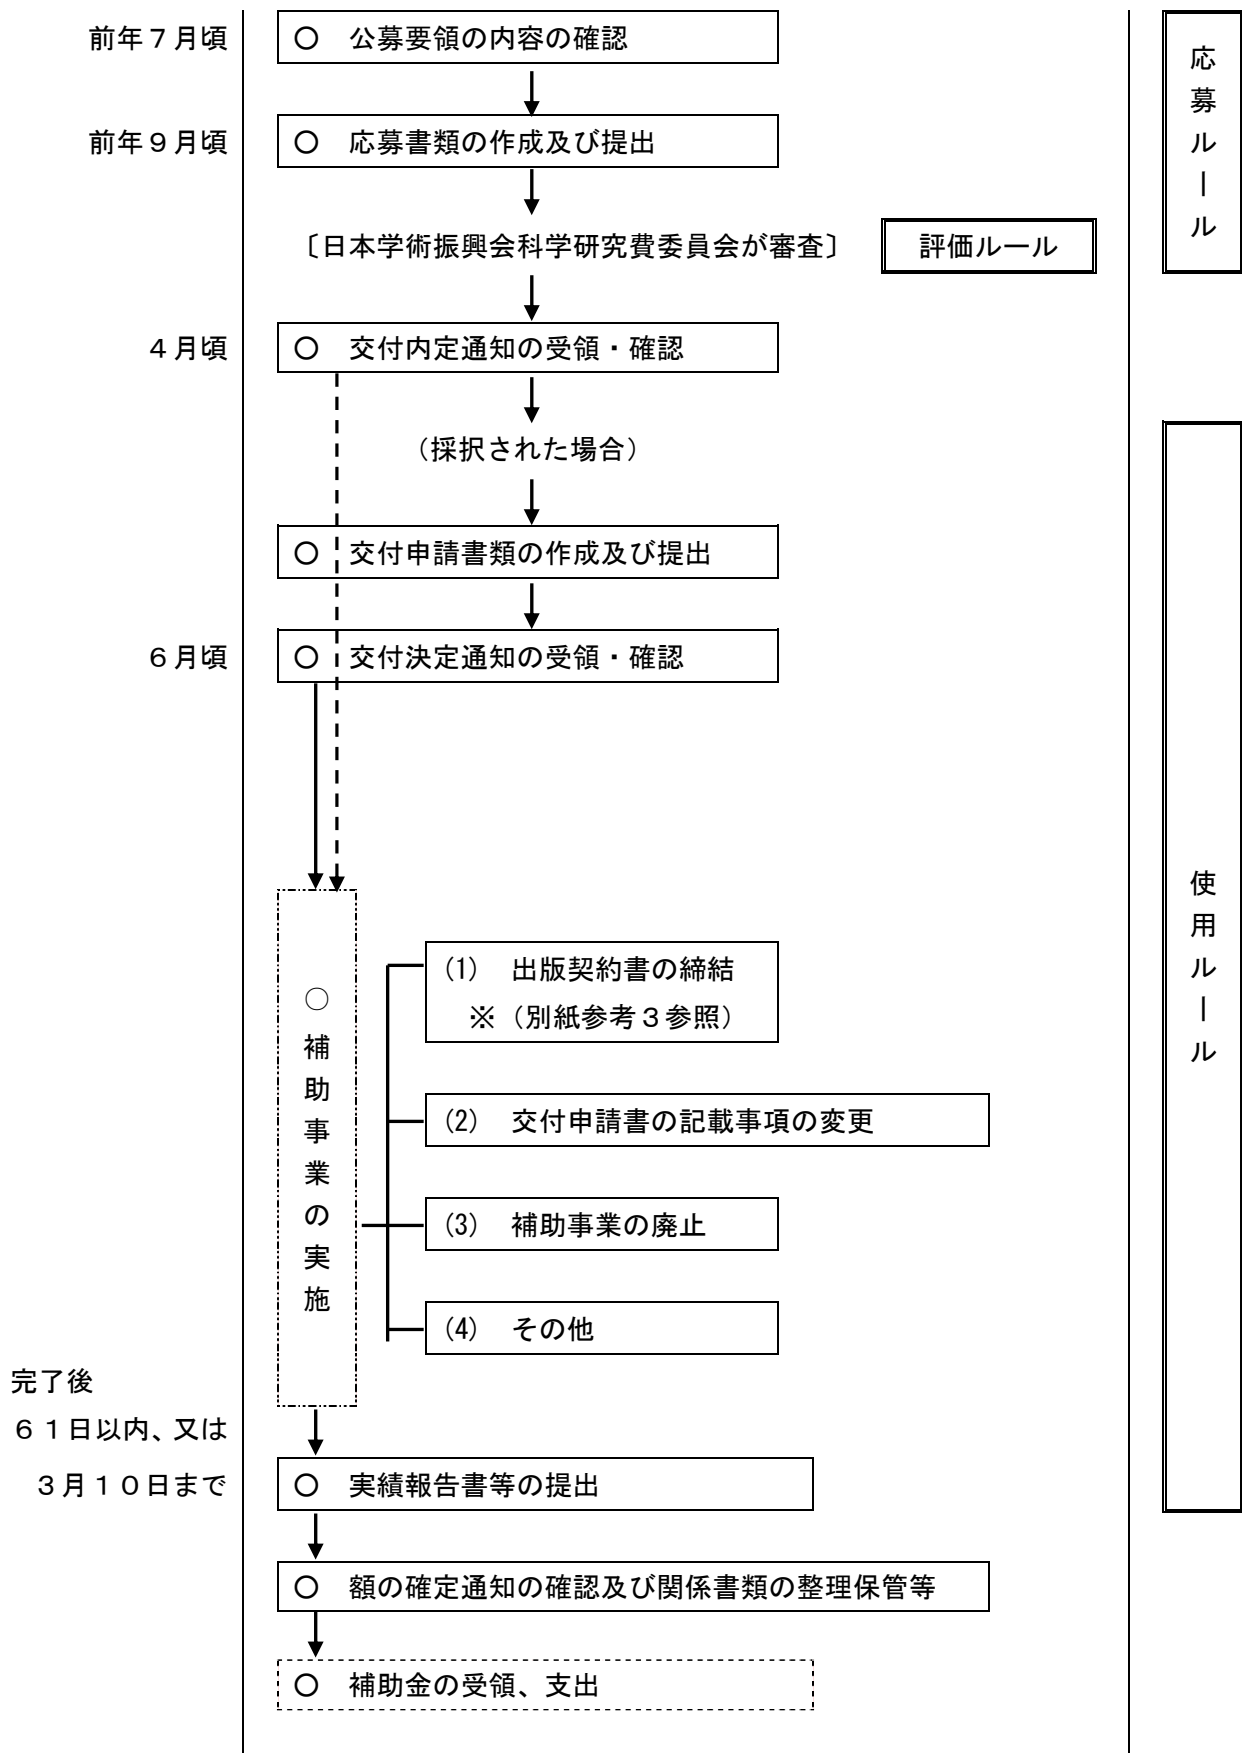 前年７月頃
○　公募要領の内容の確認
前年９月頃
○　応募書類の作成及び提出
〔日本学術振興会科学研究費委員会が審査〕
評価ルール
応募ルール
４月頃
○　交付内定通知の受領・確認
（採択された場合）
○　交付申請書類の作成及び提出
６月頃
○　交付決定通知の受領・確認
○補助事業の実施
(1)　出版契約書の締結
※（別紙参考３参照）
(2)　交付申請書の記載事項の変更
(3)　補助事業の廃止
(4)　その他
使用ルール
完了後
６１日以内、又は
３月１０日まで
○　実績報告書等の提出
○　額の確定通知の確認及び関係書類の整理保管等
○　補助金の受領、支出